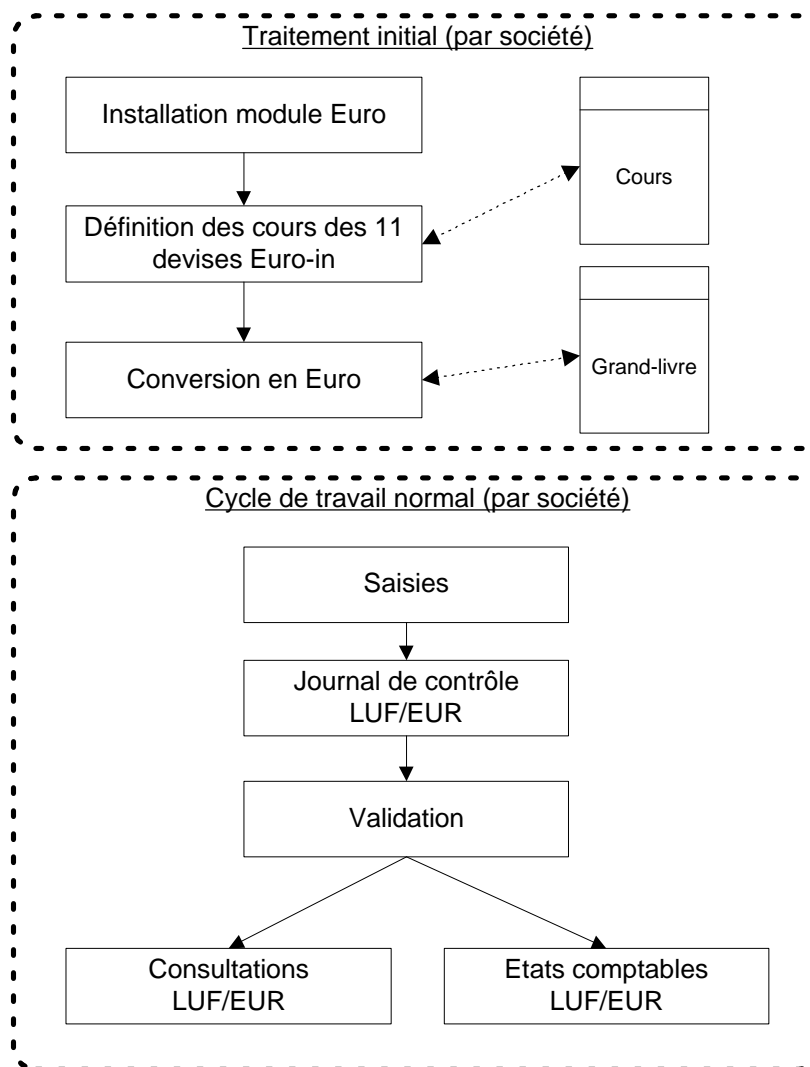 Traitement initial (par société)
Installation module Euro
Cours
Définition des cours des 11
devises Euro-in
Conversion en Euro
Grand-livre
Cycle de travail normal (par société)
Saisies
Journal de contrôle
LUF/EUR
Validation
Consultations
LUF/EUR
Etats comptables
LUF/EUR